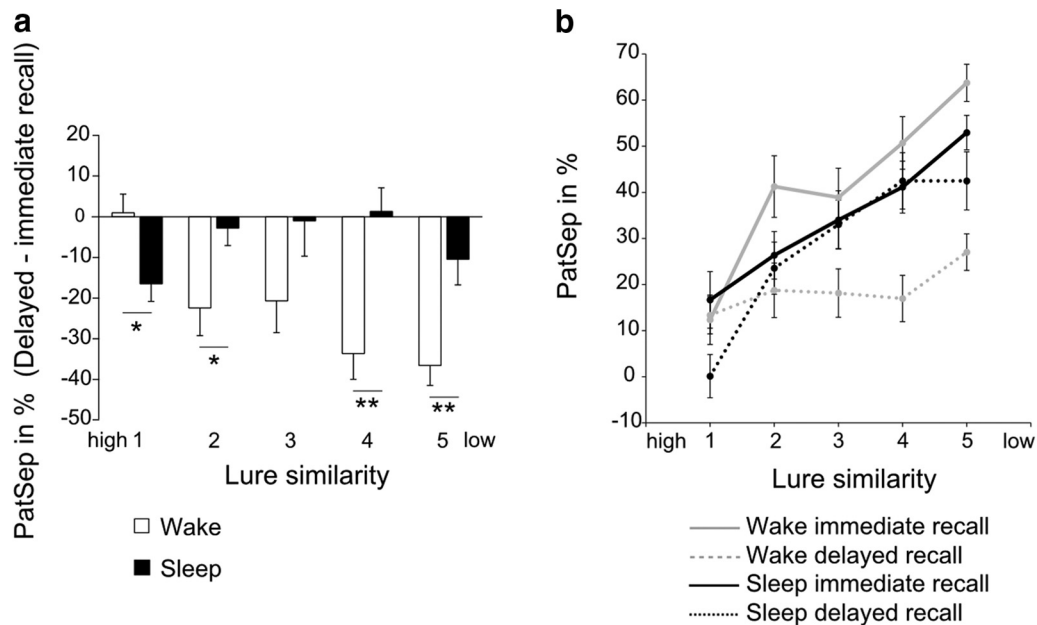 a
PatSep in % (Delayed - immediate recall)
20
10
0
-10
-20
-30
-40
-50
* * ** **
high 1 2 3 4 5 low
Lure similarity
Wake
Sleep
b
PatSep in %
70
60
50
40
30
20
10
0
-10
high 1 2 3 4 5 low
Lure similarity
Wake immediate recall
Wake delayed recall
Sleep immediate recall
Sleep delayed recall